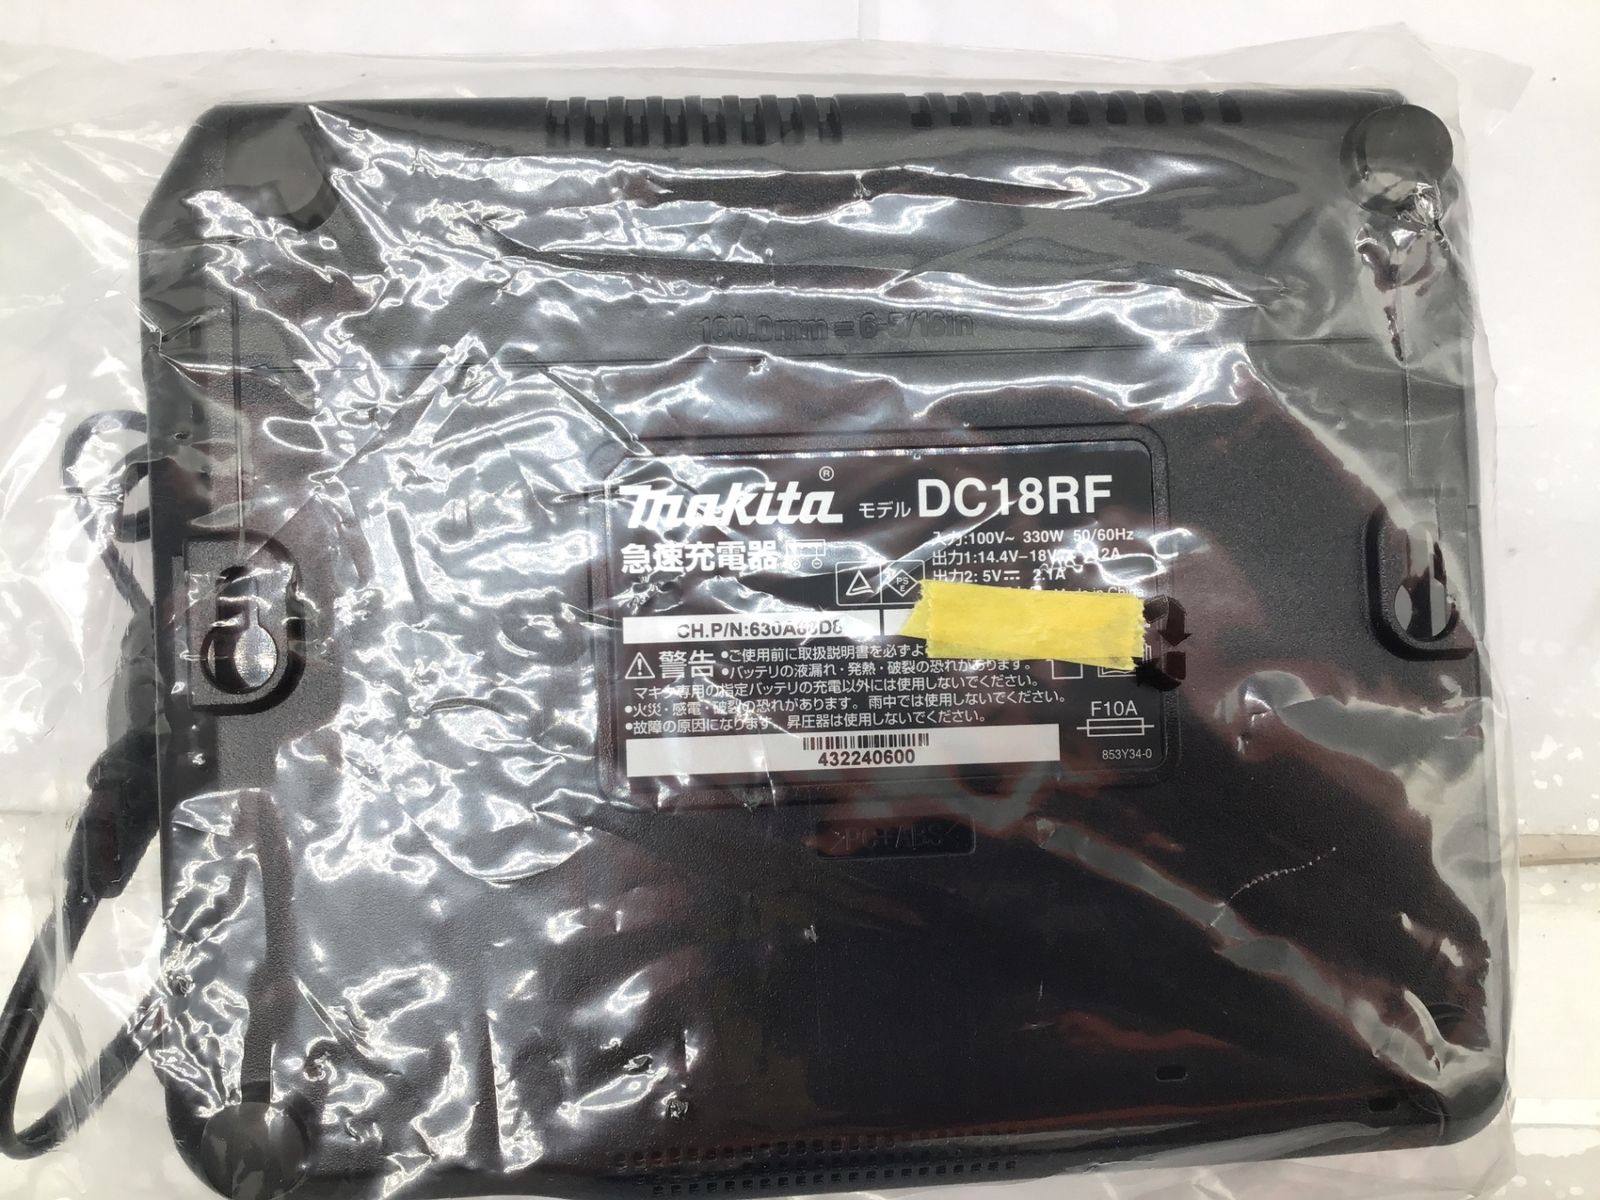 160.0mm = 6-5/16in
makita® モデル DC18RF
急速充電器
入力:100V~ 330W 50/60Hz
出力1:14.4V-18V 12A
出力2: 5V⎓ 2.1A
Made in China
PS
E
CH.P/N:630A68D8
警告 •ご使用前に取扱説明書を必ず
•バッテリの液漏れ・発熱・破裂の恐れがあります。
マキタ専用の指定バッテリの充電以外には使用しないでください。
•火災・感電・破裂の恐れがあります。雨中では使用しないでください。
•故障の原因になります、昇圧器は使用しないでください。
F10A
432240600
853Y34-0
>PC+ABS<